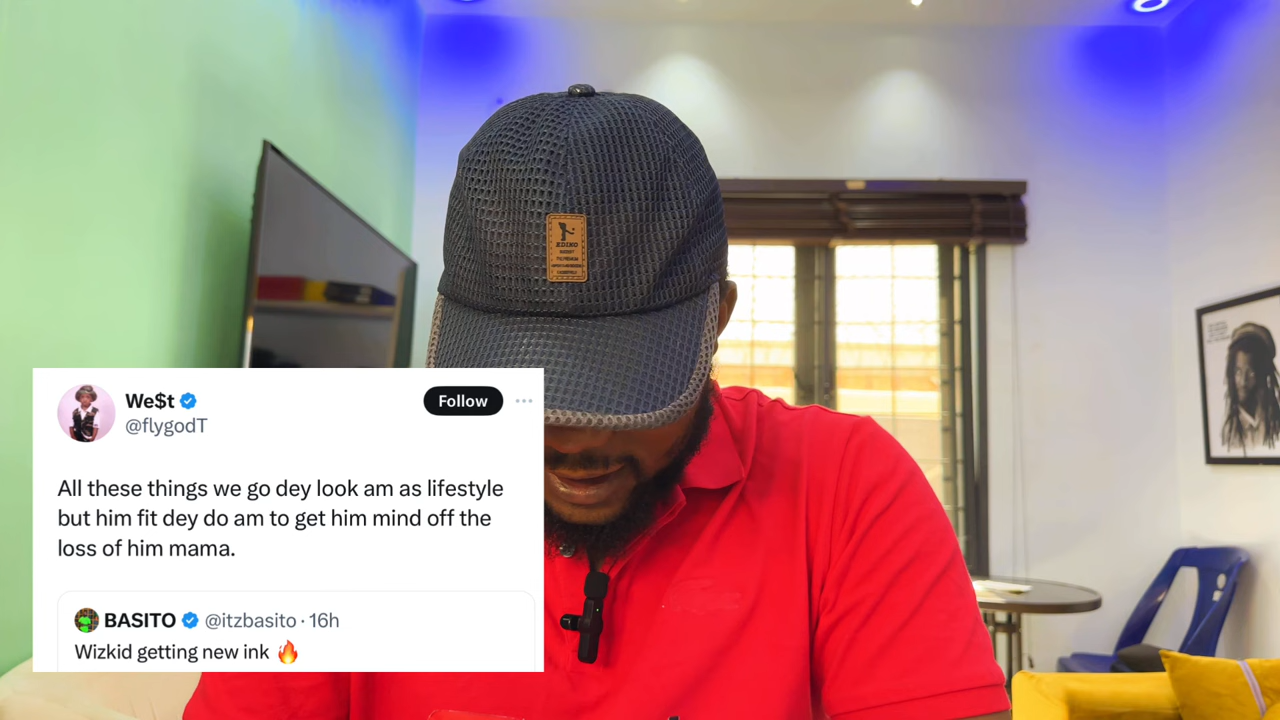 EDIKO
We$t
@flygodT
Follow
All these things we go dey look am as lifestyle
but him fit dey do am to get him mind off the
loss of him mama.
BASITO @itzbasito · 16h
Wizkid getting new ink 🔥